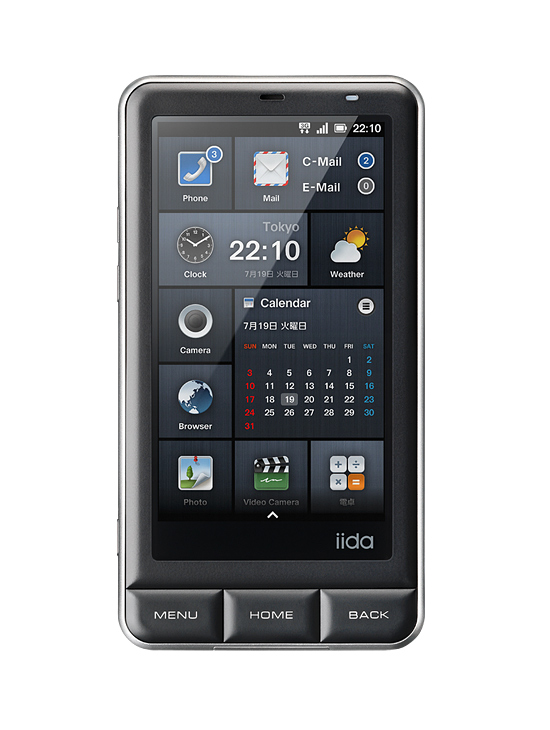 3G 22:10
3
Phone
Mail
C-Mail 2
E-Mail 0
Clock
Tokyo
22:10
7月19日 火曜日
Weather
Camera
Calendar
7月19日 火曜日
SUN MON TUE WED THU FRI SAT
1 2
3 4 5 6 7 8 9
10 11 12 13 14 15 16
17 18 19 20 21 22 23
24 25 26 27 28 29 30
31
Browser
Photo
Video Camera
電卓
iida
MENU HOME BACK